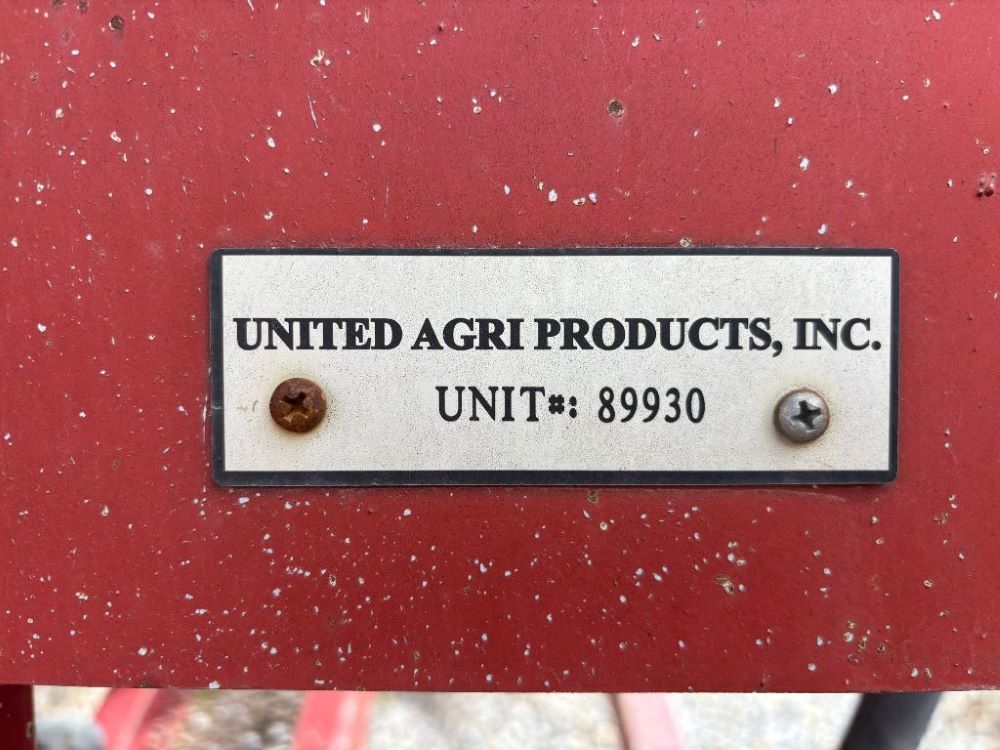 UNITED AGRI PRODUCTS, INC.
UNIT#: 89930